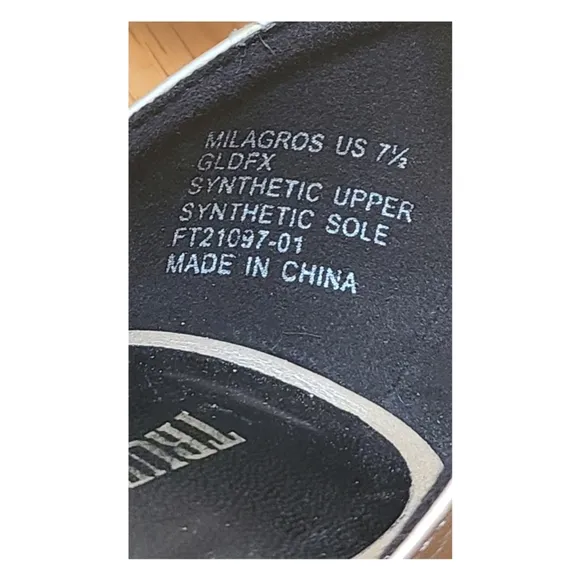 MILAGROS US 7½
GLDFX
SYNTHETIC UPPER
SYNTHETIC SOLE
FT21097-01
MADE IN CHINA